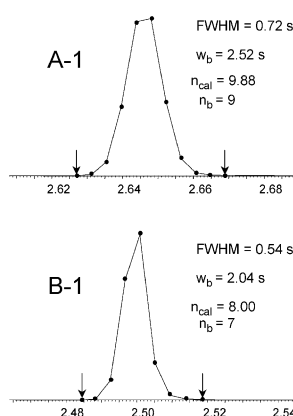 FWHM = 0.72 s
A-1
w_b = 2.52 s
n_cal = 9.88
n_b = 9
2.62 2.64 2.66 2.68
FWHM = 0.54 s
w_b = 2.04 s
B-1
n_cal = 8.00
n_b = 7
2.48 2.50 2.52 2.54